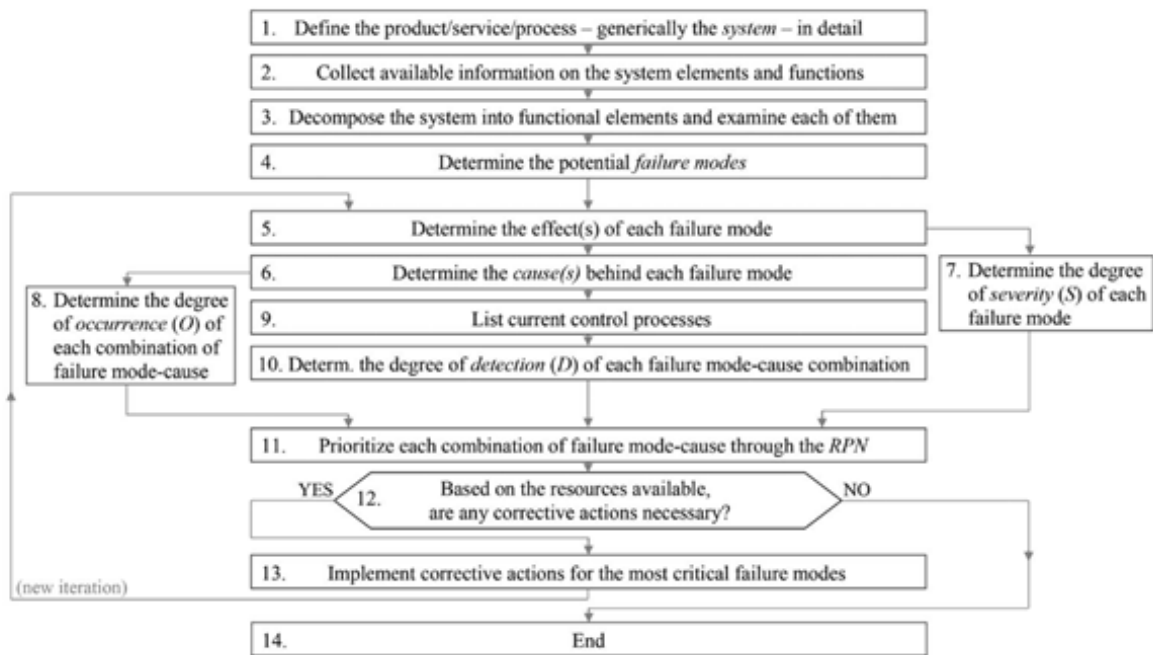 1. Define the product/service/process – generically the system – in detail
2. Collect available information on the system elements and functions
3. Decompose the system into functional elements and examine each of them
4. Determine the potential failure modes
5. Determine the effect(s) of each failure mode
6. Determine the cause(s) behind each failure mode
7. Determine the degree
of severity (S) of each
failure mode
8. Determine the degree
of occurrence (O) of
each combination of
failure mode-cause
9. List current control processes
10. Determ. the degree of detection (D) of each failure mode-cause combination
11. Prioritize each combination of failure mode-cause through the RPN
YES
12. Based on the resources available,
are any corrective actions necessary?
NO
13. Implement corrective actions for the most critical failure modes
(new iteration)
14. End